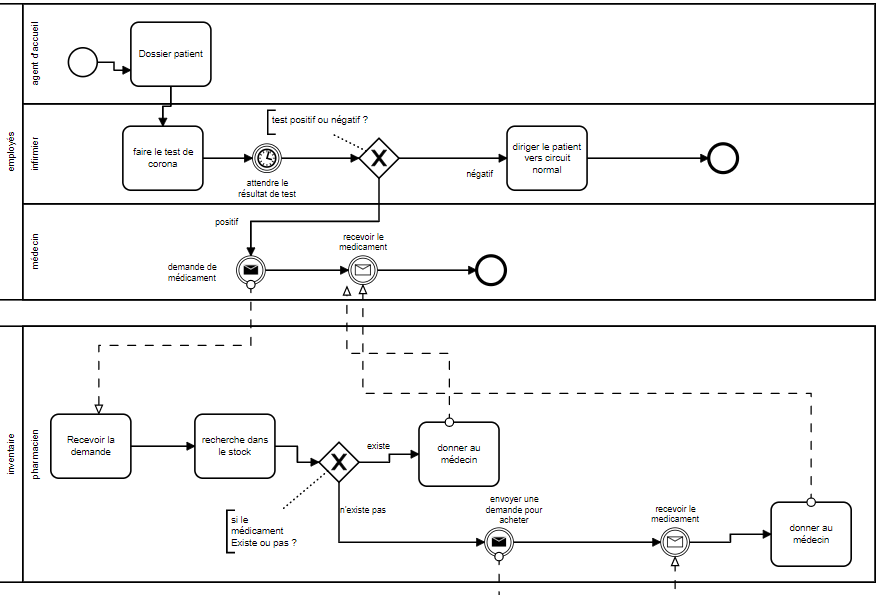 employès
agent d'accueil
Dossier patient
infirmier
test positif ou négatif ?
faire le test de
corona
attendre le
résultat de test
négatif
diriger le patient
vers circuit
normal
médecin
positif
demande de
médicament
recevoir le
medicament
inventaire
pharmacien
Recevoir la
demande
recherche dans
le stock
existe
donner au
médecin
si le
médicament
Existe ou pas ?
n'existe pas
envoyer une
demande pour
acheter
recevoir le
medicament
donner au
médecin